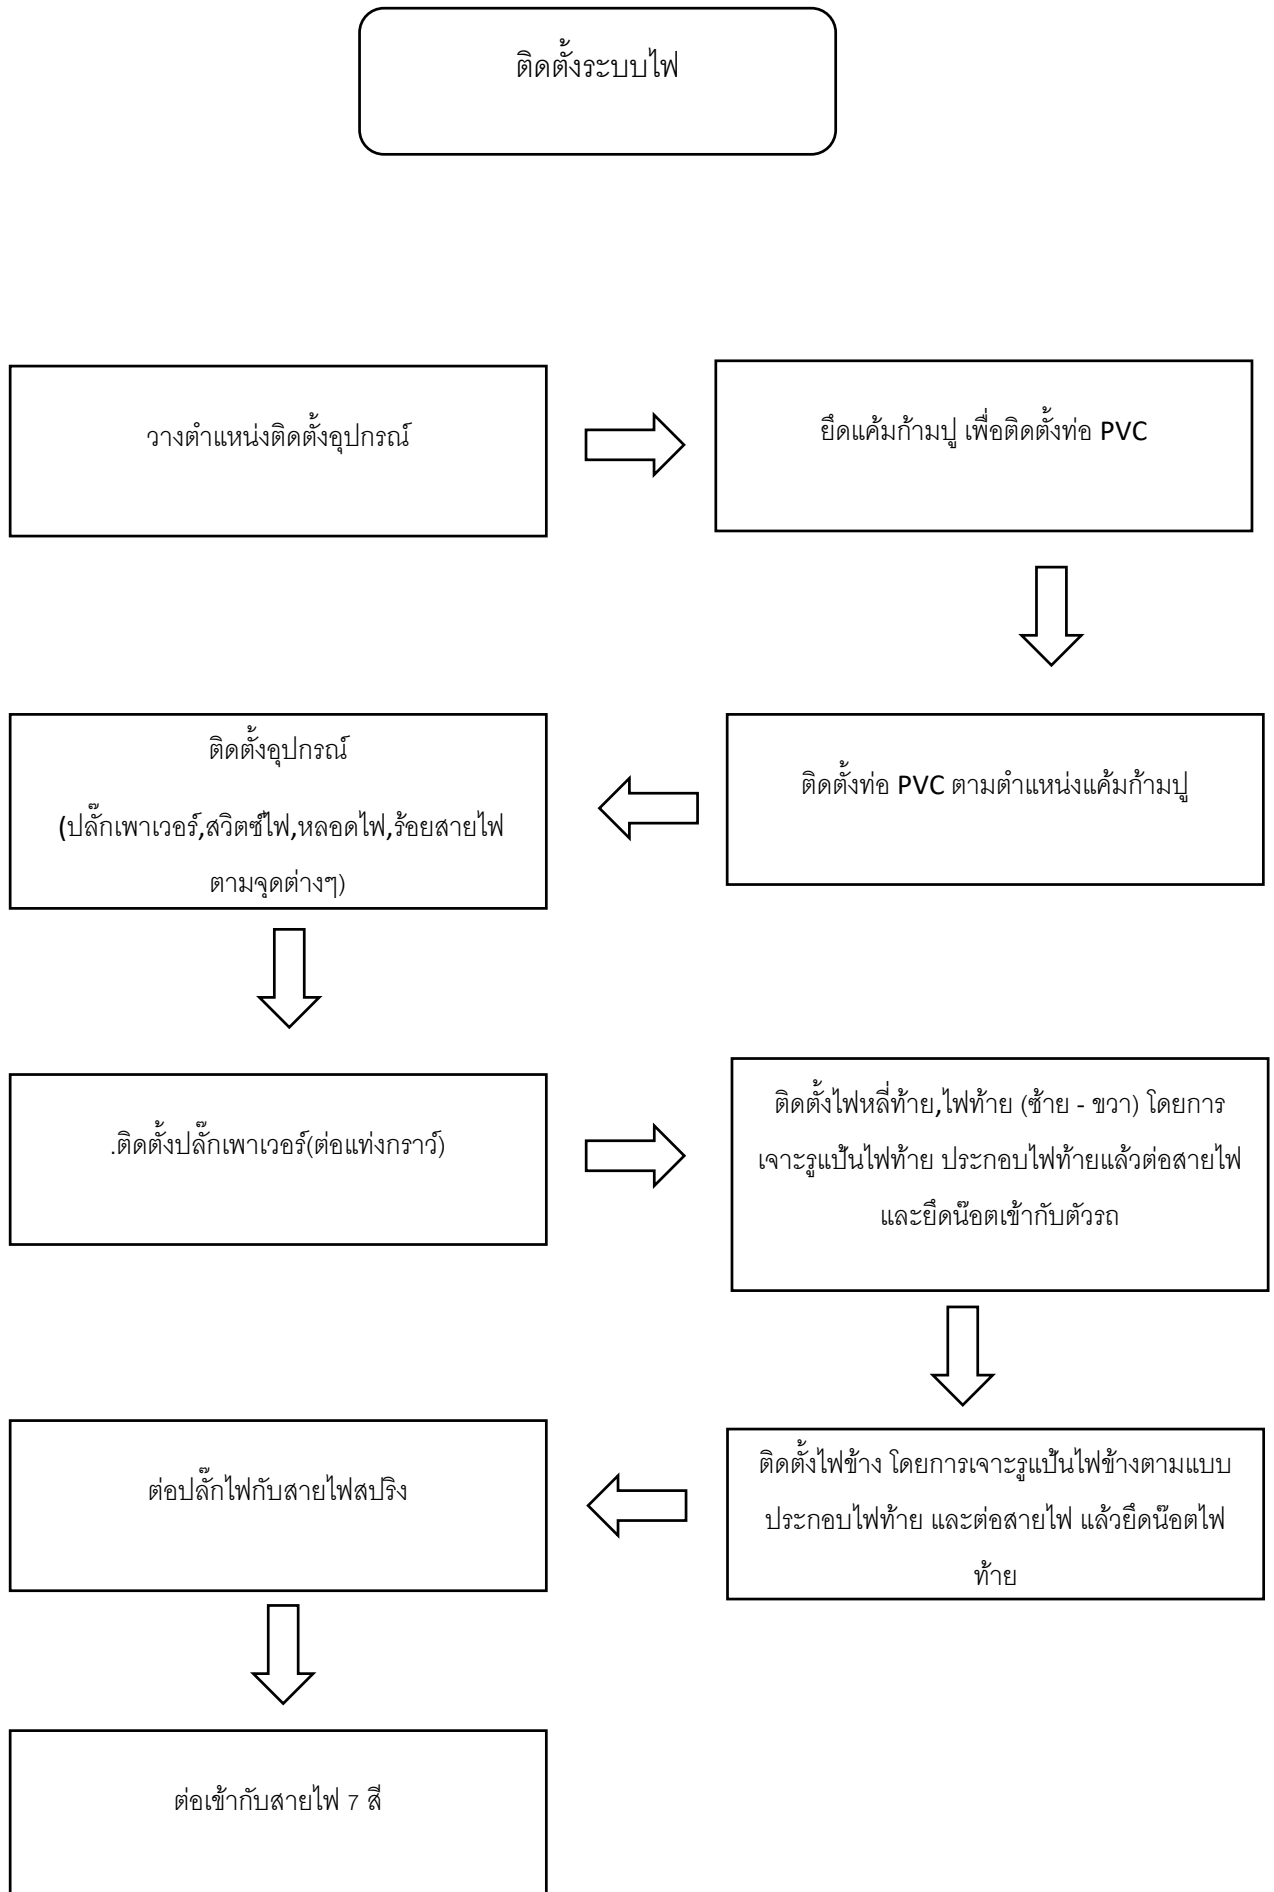 ติดตั้งระบบไฟ
วางตำแหน่งติดตั้งอุปกรณ์
ยึดแค้มก้ามปู เพื่อติดตั้งท่อ PVC
ติดตั้งท่อ PVC ตามตำแหน่งแค้มก้ามปู
ติดตั้งอุปกรณ์
(ปลั๊กเพาเวอร์,สวิตซ์ไฟ,หลอดไฟ,ร้อยสายไฟ
ตามจุดต่างๆ)
.ติดตั้งปลั๊กเพาเวอร์(ต่อแท่งกราว์)
ติดตั้งไฟหลี่ท้าย,ไฟท้าย (ซ้าย - ขวา) โดยการ
เจาะรูแป้นไฟท้าย ประกอบไฟท้ายแล้วต่อสายไฟ
และยึดน๊อตเข้ากับตัวรถ
ติดตั้งไฟข้าง โดยการเจาะรูแป้นไฟข้างตามแบบ
ประกอบไฟท้าย และต่อสายไฟ แล้วยึดน๊อตไฟ
ท้าย
ต่อปลั๊กไฟกับสายไฟสปริง
ต่อเข้ากับสายไฟ 7 สี